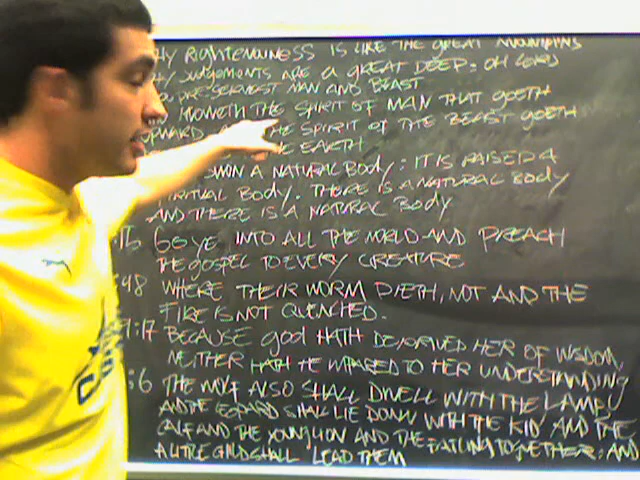 RIGHTEOUSNESS IS LIKE THE GREAT MOUNTAINS
JUDGEMENTS ARE A GREAT DEEP: OH LORD
PRESERVEST MAN AND BEAST
KNOWETH THE SPIRIT OF MAN THAT GOETH
THE SPIRIT OF THE BEAST GOETH
THE EARTH
SOWN A NATURAL BODY: IT IS RAISED A
SPIRITUAL BODY. THERE IS A NATURAL BODY
AND THERE IS A NATURAL BODY
:15 GO YE INTO ALL THE WORLD AND PREACH
THE GOSPEL TO EVERY CREATURE
:48 WHERE THEIR WORM DIETH, NOT AND THE
FIRE IS NOT QUENCHED.
:17 BECAUSE GOD HATH DEPRIVED HER OF WISDOM,
NEITHER HATH HE IMPARED TO HER UNDERSTANDING
:6 THE WOLF ALSO SHALL DWELL WITH THE LAMB,
AND THE LEOPARD SHALL LIE DOWN WITH THE KID AND THE
CALF AND THE YOUNG LION AND THE FATLING TOGETHER; AND
A LITTLE CHILD SHALL LEAD THEM